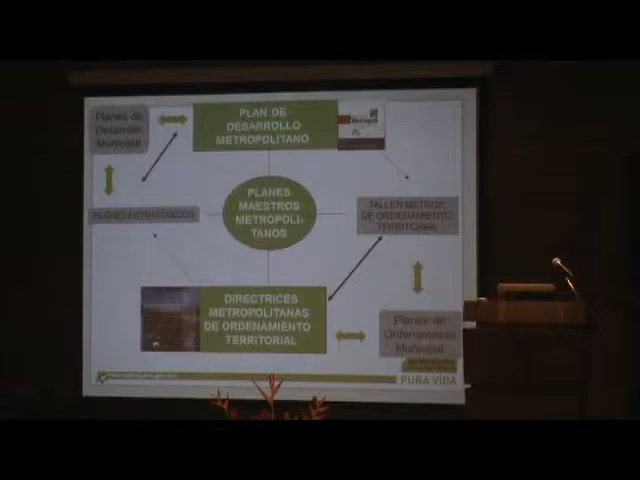 Planes de
Desarrollo
Municipal
PLAN DE
DESARROLLO
METROPOLITANO
PLANES ESTRATÉGICOS
PLANES
MAESTROS
METROPOLI-
TANOS
TALLER METROP.
DE ORDENAMIENTO
TERRITORIAL
DIRECTRICES
METROPOLITANAS
DE ORDENAMIENTO
TERRITORIAL
Planes de
Ordenamiento
Municipal
PURA VIDA